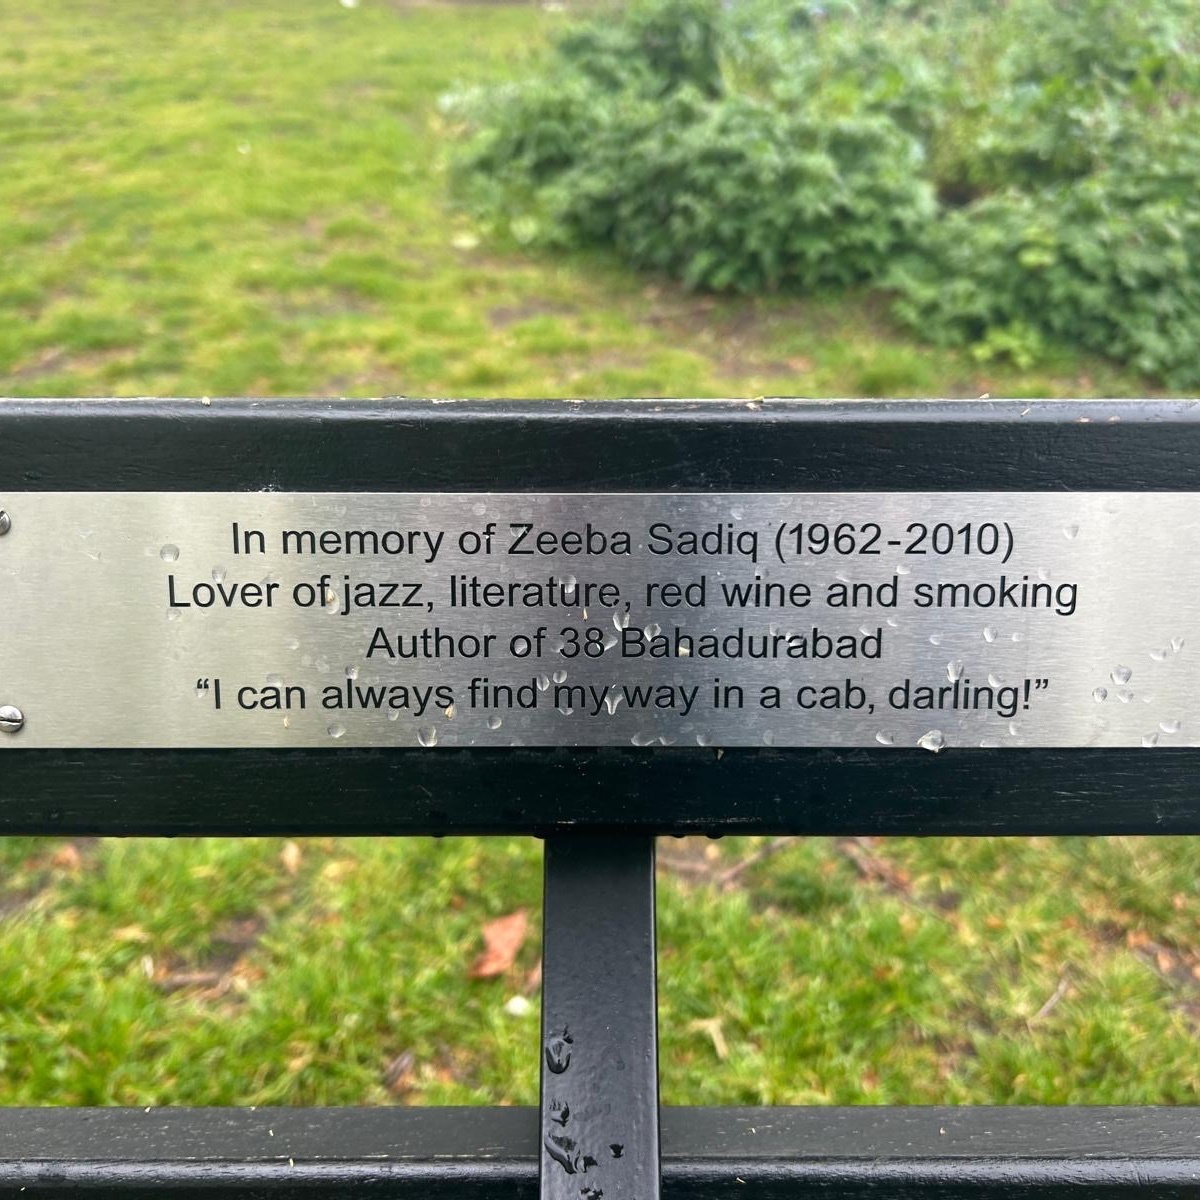 In memory of Zeeba Sadiq (1962-2010)
Lover of jazz, literature, red wine and smoking
Author of 38 Bahadurabad
“I can always find my way in a cab, darling!”